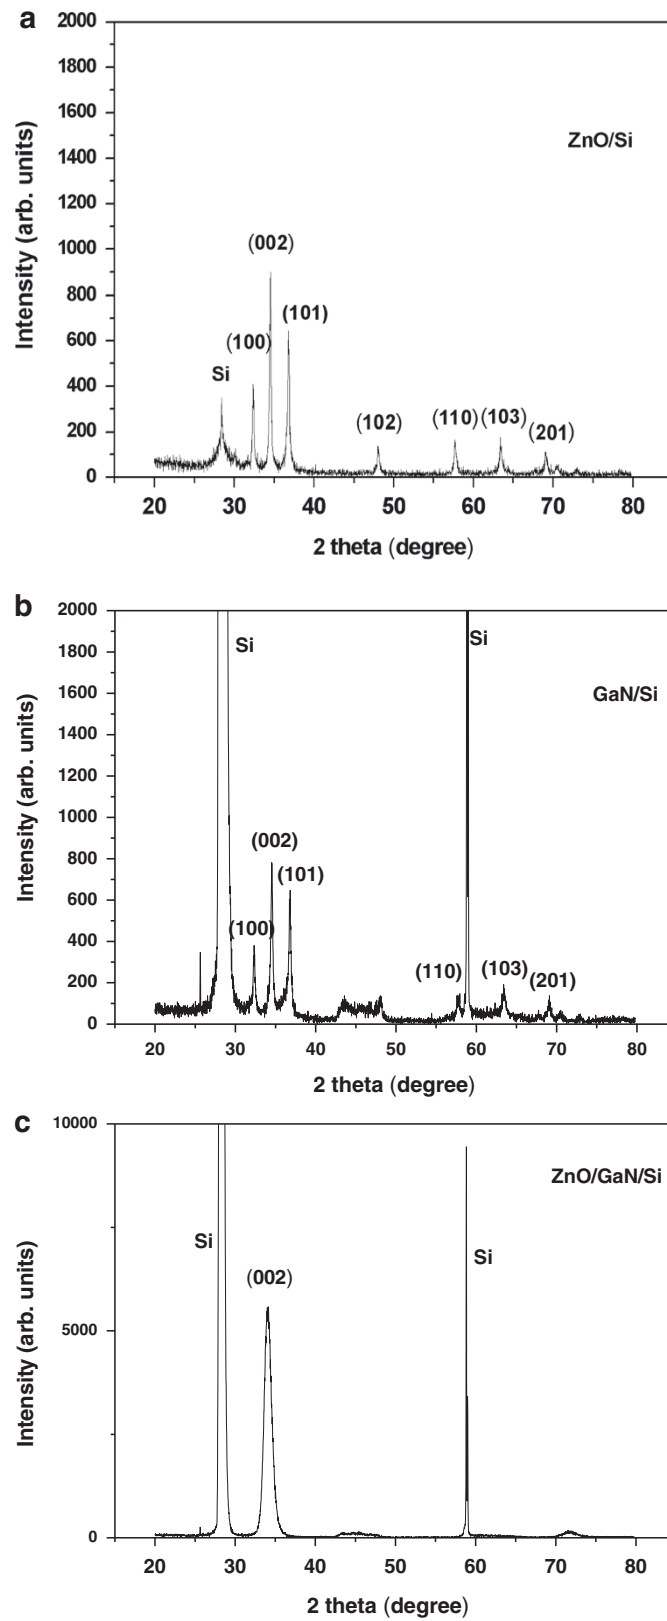 a
2000
1800
1600
1400
1200
1000
800
600
400
200
0
Intensity (arb. units)
ZnO/Si
(002)
(101)
(100)
Si
(102)
(110)
(103)
(201)
20 30 40 50 60 70 80
2 theta (degree)
b
2000
1800
1600
1400
1200
1000
800
600
400
200
0
Intensity (arb. units)
Si
Si
GaN/Si
(002)
(101)
(100)
(110)
(103)
(201)
20 30 40 50 60 70 80
2 theta (degree)
c
10000
5000
0
Intensity (arb. units)
ZnO/GaN/Si
Si
(002)
Si
20 30 40 50 60 70 80
2 theta (degree)